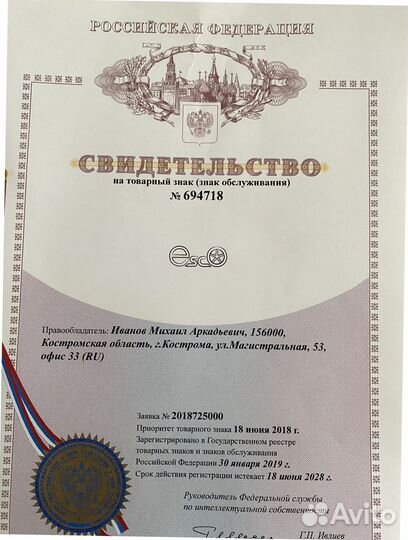 РОССИЙСКАЯ ФЕДЕРАЦИЯ
СВИДЕТЕЛЬСТВО
на товарный знак (знак обслуживания)
№ 694718
EscO
Правообладатель: Иванов Михаил Аркадьевич, 156000,
Костромская область, г.Кострома, ул.Магистральная, 53,
офис 33 (RU)
Заявка № 2018725000
Приоритет товарного знака 18 июня 2018 г.
Зарегистрировано в Государственном реестре
товарных знаков и знаков обслуживания
Российской Федерации 30 января 2019 г.
Срок действия регистрации истекает 18 июня 2028 г.
Руководитель Федеральной службы
по интеллектуальной собственности
Г.П. Ивлиев
Avito